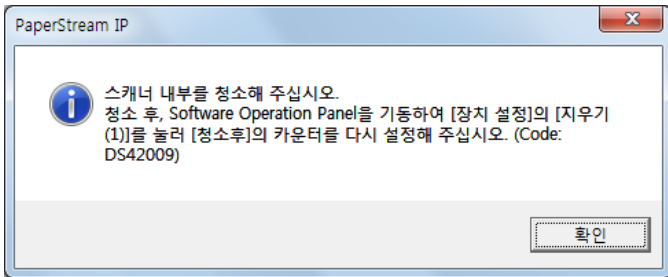 PaperStream IP
스캐너 내부를 청소해 주십시오.
청소 후, Software Operation Panel을 기동하여 [장치 설정]의 [지우기
(1)]를 눌러 [청소후]의 카운터를 다시 설정해 주십시오. (Code:
DS42009)
확인